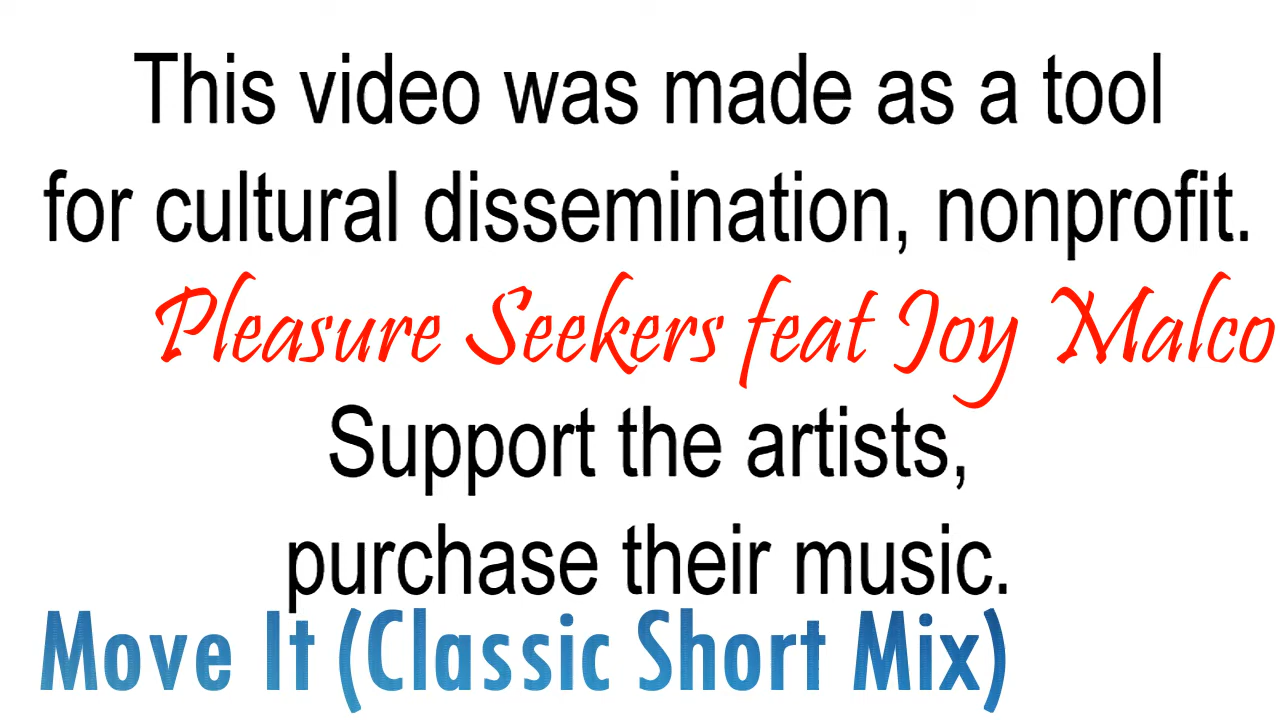 This video was made as a tool
for cultural dissemination, nonprofit.
Pleasure Seekers feat Joy Malco
Support the artists,
purchase their music.
Move It (Classic Short Mix)